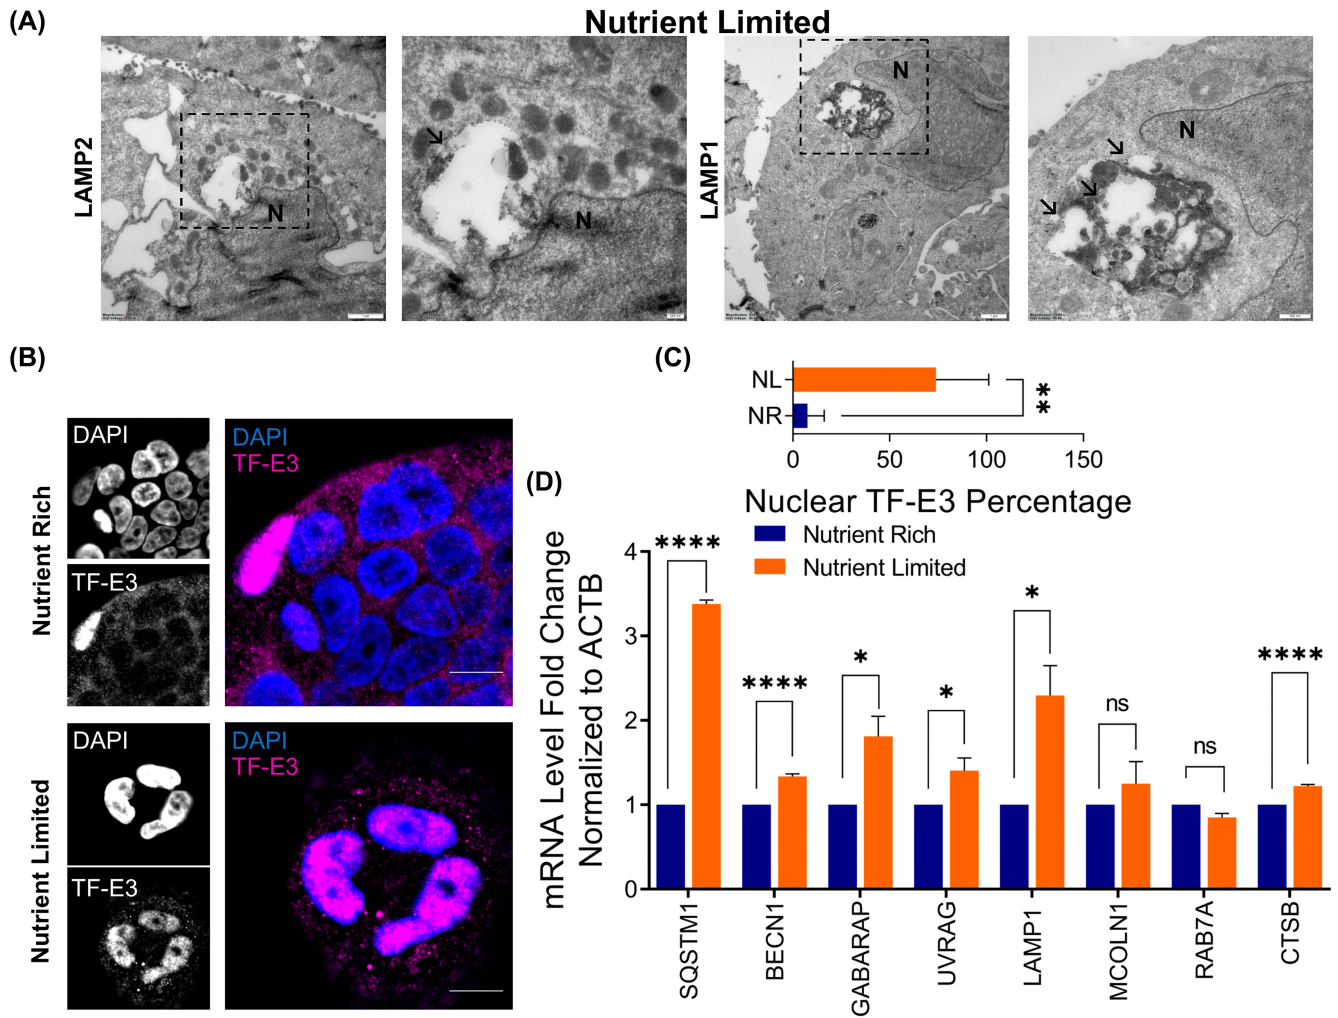 (A)
Nutrient Limited
LAMP2
N
N
LAMP1
N
N
(B)
Nutrient Rich
DAPI
TF-E3
DAPI
TF-E3
Nutrient Limited
DAPI
TF-E3
DAPI
TF-E3
(C)
NL
NR
**
0 50 100 150
Nuclear TF-E3 Percentage
(D)
Nutrient Rich
Nutrient Limited
mRNA Level Fold Change
Normalized to ACTB
4
3
2
1
0
**** **** * * * ns ns ****
SQSTM1
BECN1
GABARAP
UVRAG
LAMP1
MCOLN1
RAB7A
CTSB